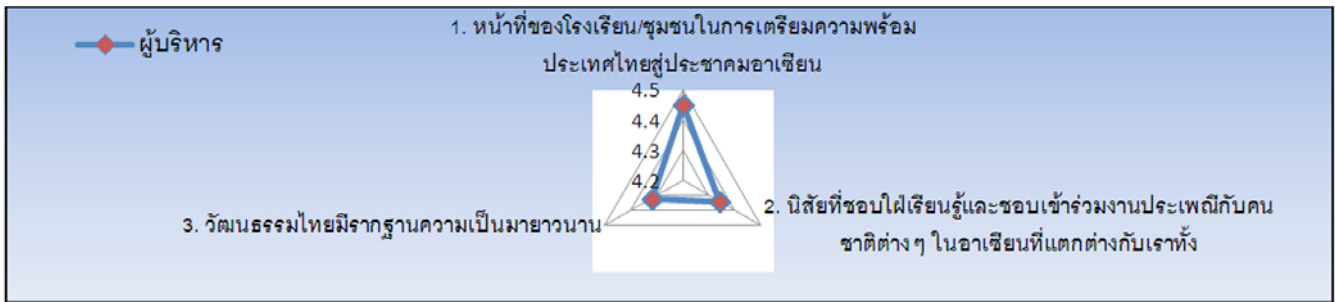 ผู้บริหาร
1. หน้าที่ของโรงเรียน/ชุมชนในการเตรียมความพร้อม
ประเทศไทยสู่ประชาคมอาเซียน
4.5
4.4
4.3
4.2
2. นิสัยที่ชอบใฝ่เรียนรู้และชอบเข้าร่วมงานประเพณีกับคน
ชาติต่างๆ ในอาเซียนที่แตกต่างกับเราทั้ง
3. วัฒนธรรมไทยมีรากฐานความเป็นมายาวนาน